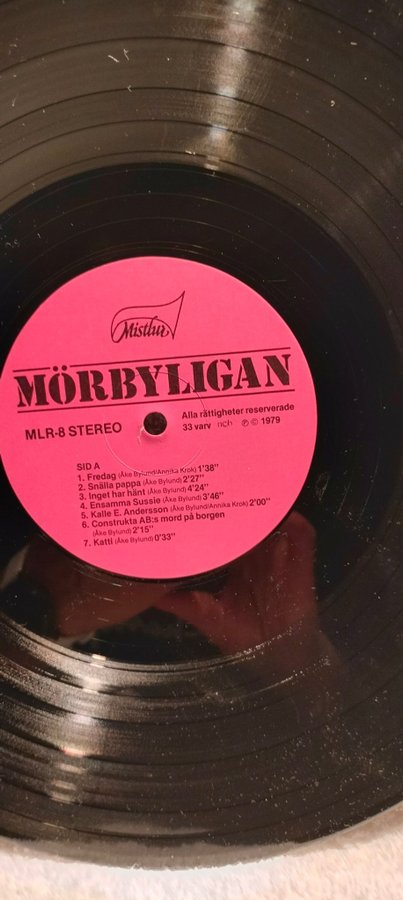 Mistlur
MÖRBYLIGAN
MLR-8 STEREO
Alla rättigheter reserverade
33 varv ncb ℗ © 1979
SID A
1. Fredag (Åke Bylund/Annika Krok) 1'38"
2. Snälla pappa (Åke Bylund) 2'27"
3. Inget har hänt (Åke Bylund) 4'24"
4. Ensamma Sussie (Åke Bylund) 3'46"
5. Kalle E. Andersson (Åke Bylund/Annika Krok) 2'00"
6. Constructa AB:s mord på borgen
(Åke Bylund) 2'15"
7. Katti (Åke Bylund) 0'33"